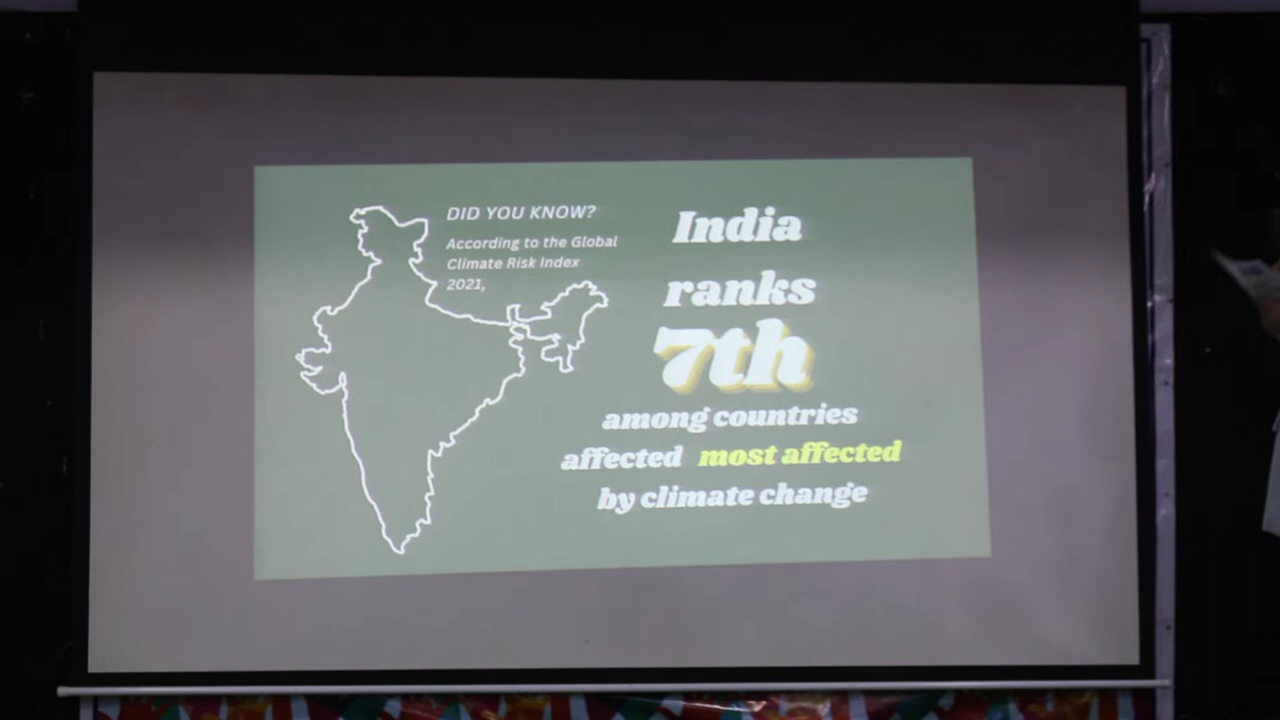 DID YOU KNOW?
According to the Global
Climate Risk Index
2021,
India
ranks
7th
among countries
affected most affected
by climate change